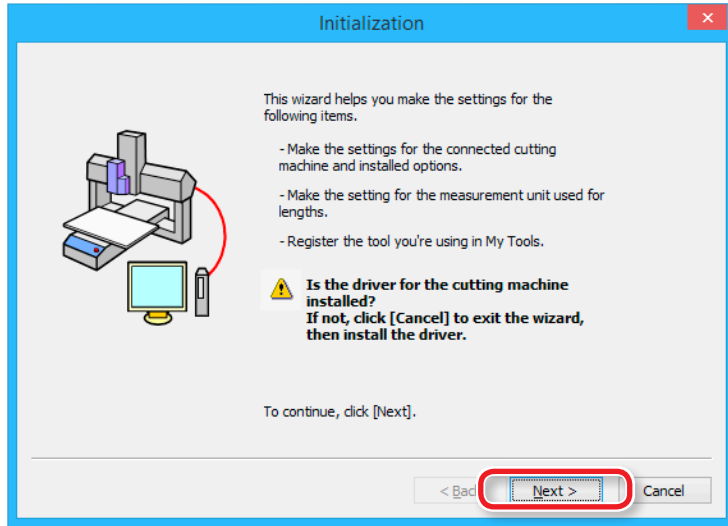 Initialization
This wizard helps you make the settings for the
following items.
- Make the settings for the connected cutting
machine and installed options.
- Make the setting for the measurement unit used for
lengths.
- Register the tool you're using in My Tools.
Is the driver for the cutting machine
installed?
If not, click [Cancel] to exit the wizard,
then install the driver.
To continue, click [Next].
< Back
Next >
Cancel